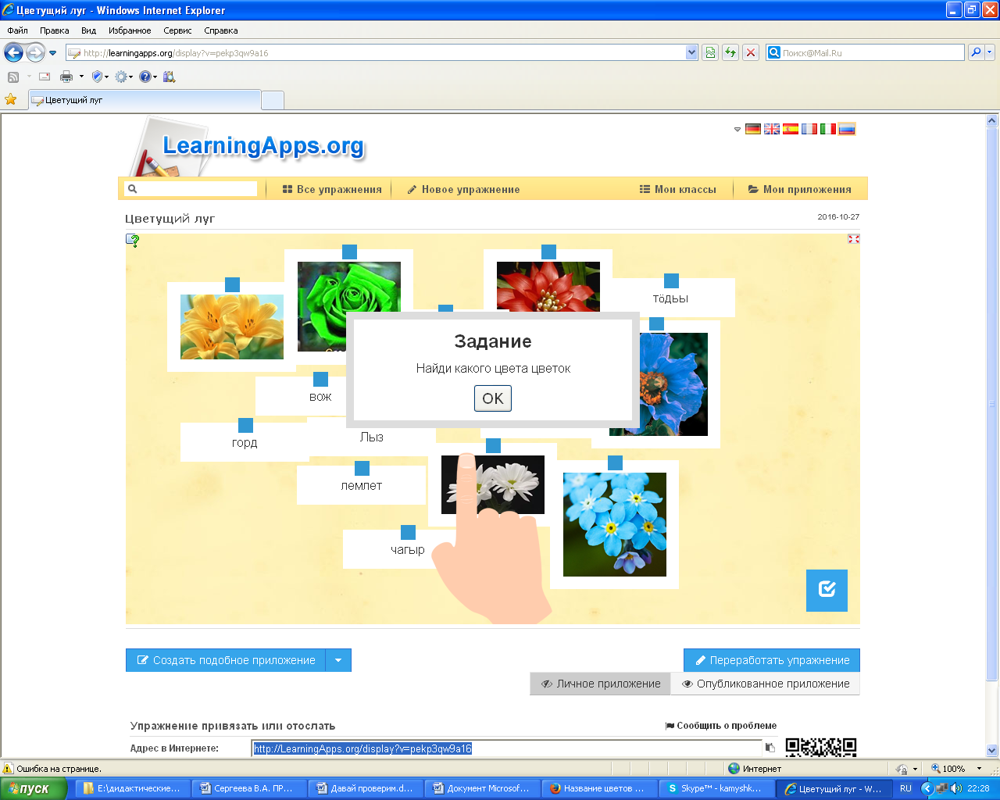 Цветущий луг - Windows Internet Explorer
Файл Правка Вид Избранное Сервис Справка
http://learningapps.org/display?v=pekp3qw9a16
Поиск@Mail.Ru
Цветущий луг
LearningApps.org
Все упражнения
Новое упражнение
Мои классы
Мои приложения
Цветущий луг
2016-10-27
тӧдьы
Задание
Найди какого цвета цветок
OK
вож
горд
Лыз
лемлет
чагыр
Создать подобное приложение
Переработать упражнение
Личное приложение
Опубликованное приложение
Упражнение привязать или отослать
Сообщить о проблеме
Адрес в Интернете:
http://LearningApps.org/display?v=pekp3qw9a16
Ошибка на странице.
Интернет
100%
пуск
E:\дидактические...
Сергеева В.А. ПР...
Давай проверим.d...
Документ Microsof...
Название цветов ...
Skype™ - kamyshk...
Цветущий луг - W...
RU
22:28